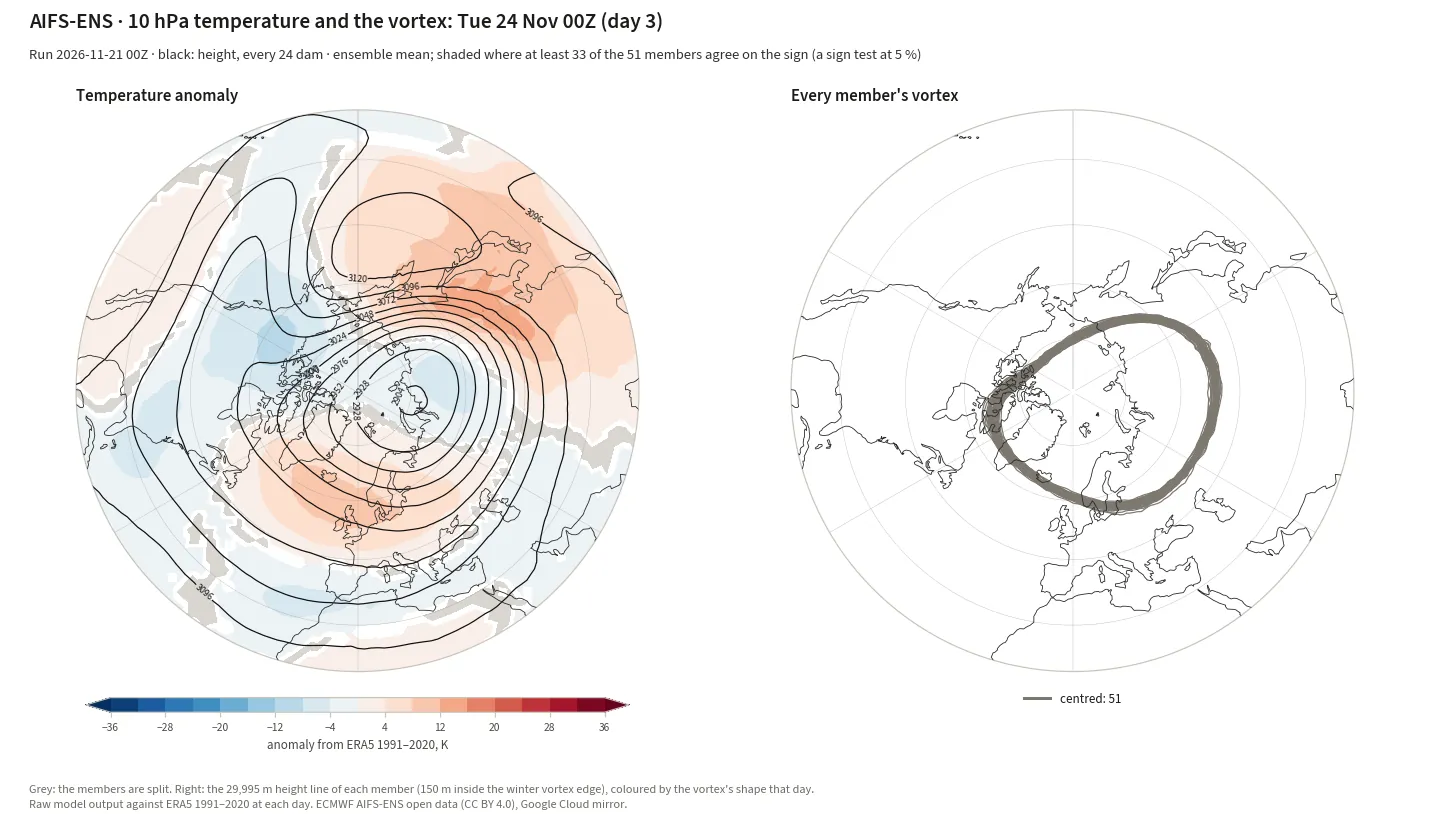 AIFS-ENS · 10 hPa temperature and the vortex: Tue 24 Nov 00Z (day 3)
Run 2026-11-21 00Z · black: height, every 24 dam · ensemble mean; shaded where at least 33 of the 51 members agree on the sign (a sign test at 5 %)
Temperature anomaly
Every member's vortex
3096
3120
3096
3072
3048
3024
2976
2928
2928
3096
centred: 51
−36 −28 −20 −12 −4 4 12 20 28 36
anomaly from ERA5 1991–2020, K
Grey: the members are split. Right: the 29,995 m height line of each member (150 m inside the winter vortex edge), coloured by the vortex's shape that day.
Raw model output against ERA5 1991–2020 at each day. ECMWF AIFS-ENS open data (CC BY 4.0), Google Cloud mirror.